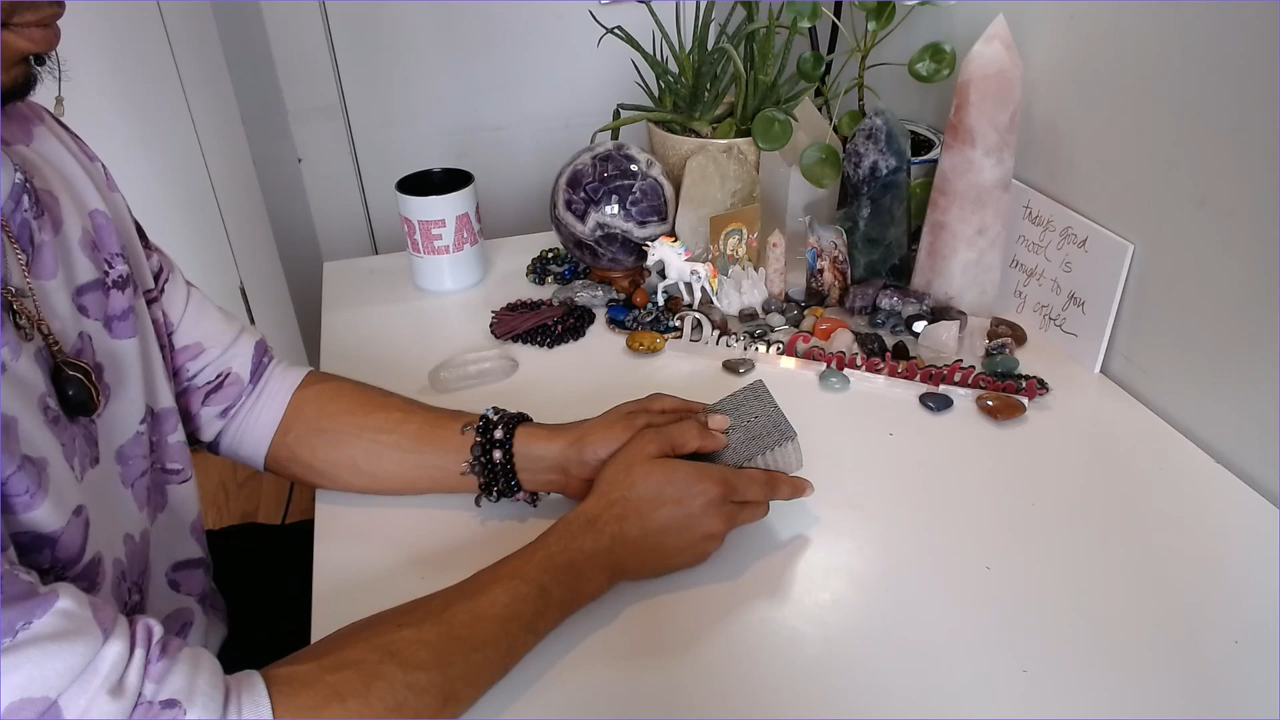 REA
today's good
mood is
brought to you
by coffee
Divine Conversations